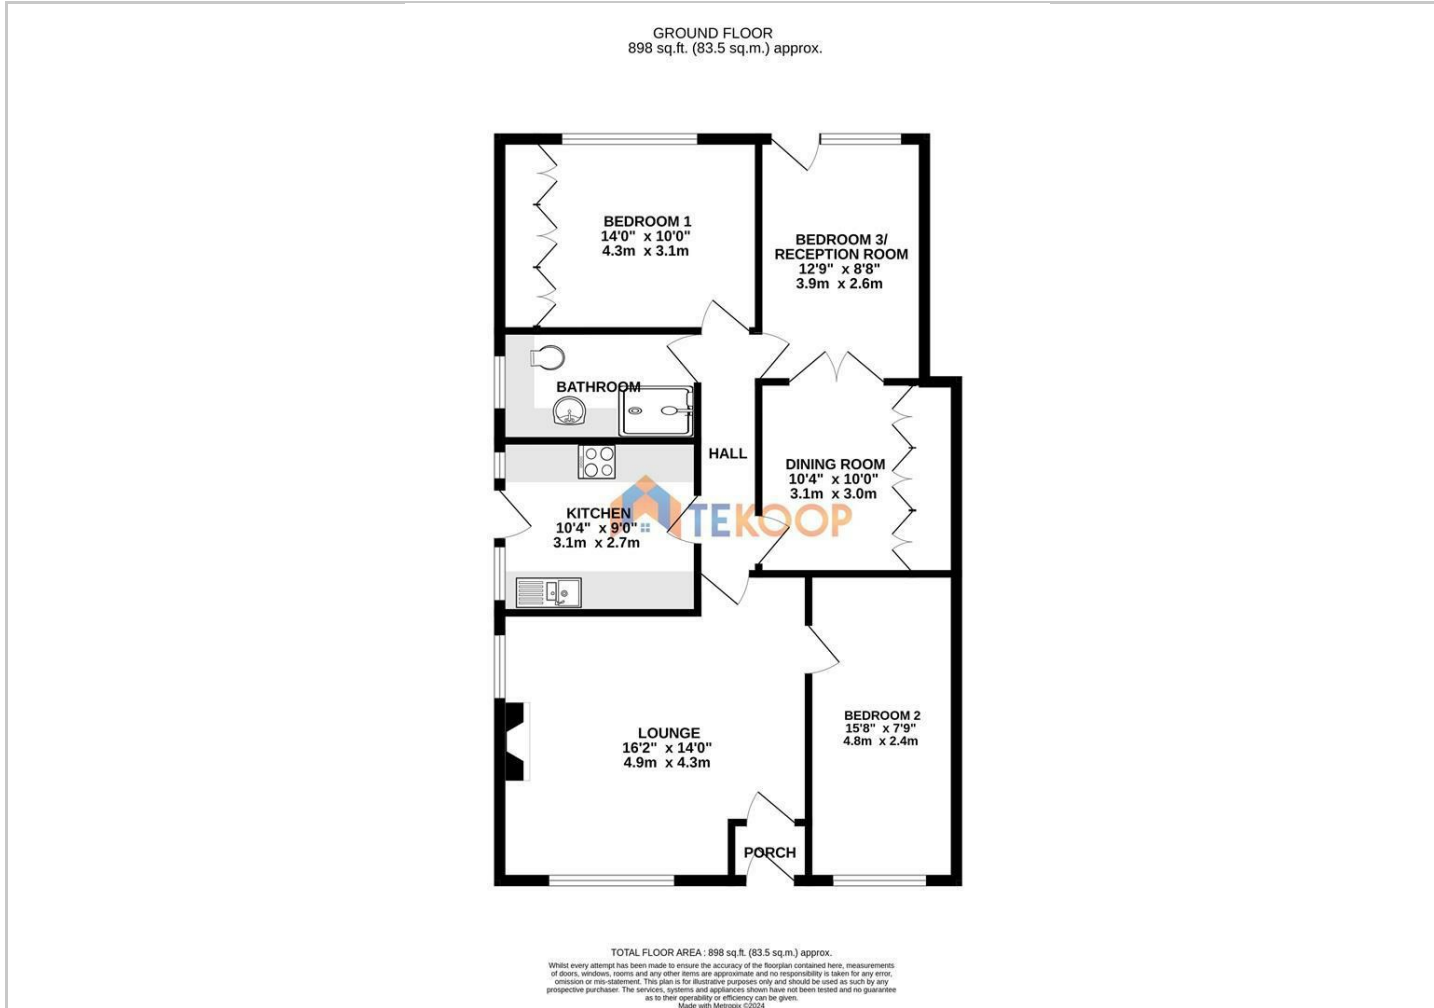 GROUND FLOOR
898 sq.ft. (83.5 sq.m.) approx.
BEDROOM 1
14'0" x 10'0"
4.3m x 3.1m
BEDROOM 3/
RECEPTION ROOM
12'9" x 8'8"
3.9m x 2.6m
BATHROOM
HALL
DINING ROOM
10'4" x 10'0"
3.1m x 3.0m
KITCHEN
10'4" x 9'0"
3.1m x 2.7m
TEKOOP
LOUNGE
16'2" x 14'0"
4.9m x 4.3m
BEDROOM 2
15'8" x 7'9"
4.8m x 2.4m
PORCH
TOTAL FLOOR AREA : 898 sq.ft. (83.5 sq.m.) approx.
Whilst every attempt has been made to ensure the accuracy of the floorplan contained here, measurements
of doors, windows, rooms and any other items are approximate and no responsibility is taken for any error,
omission or mis-statement. This plan is for illustrative purposes only and should be used as such by any
prospective purchaser. The services, systems and appliances shown have not been tested and no guarantee
as to their operability or efficiency can be given.
Made with Metropix ©2024